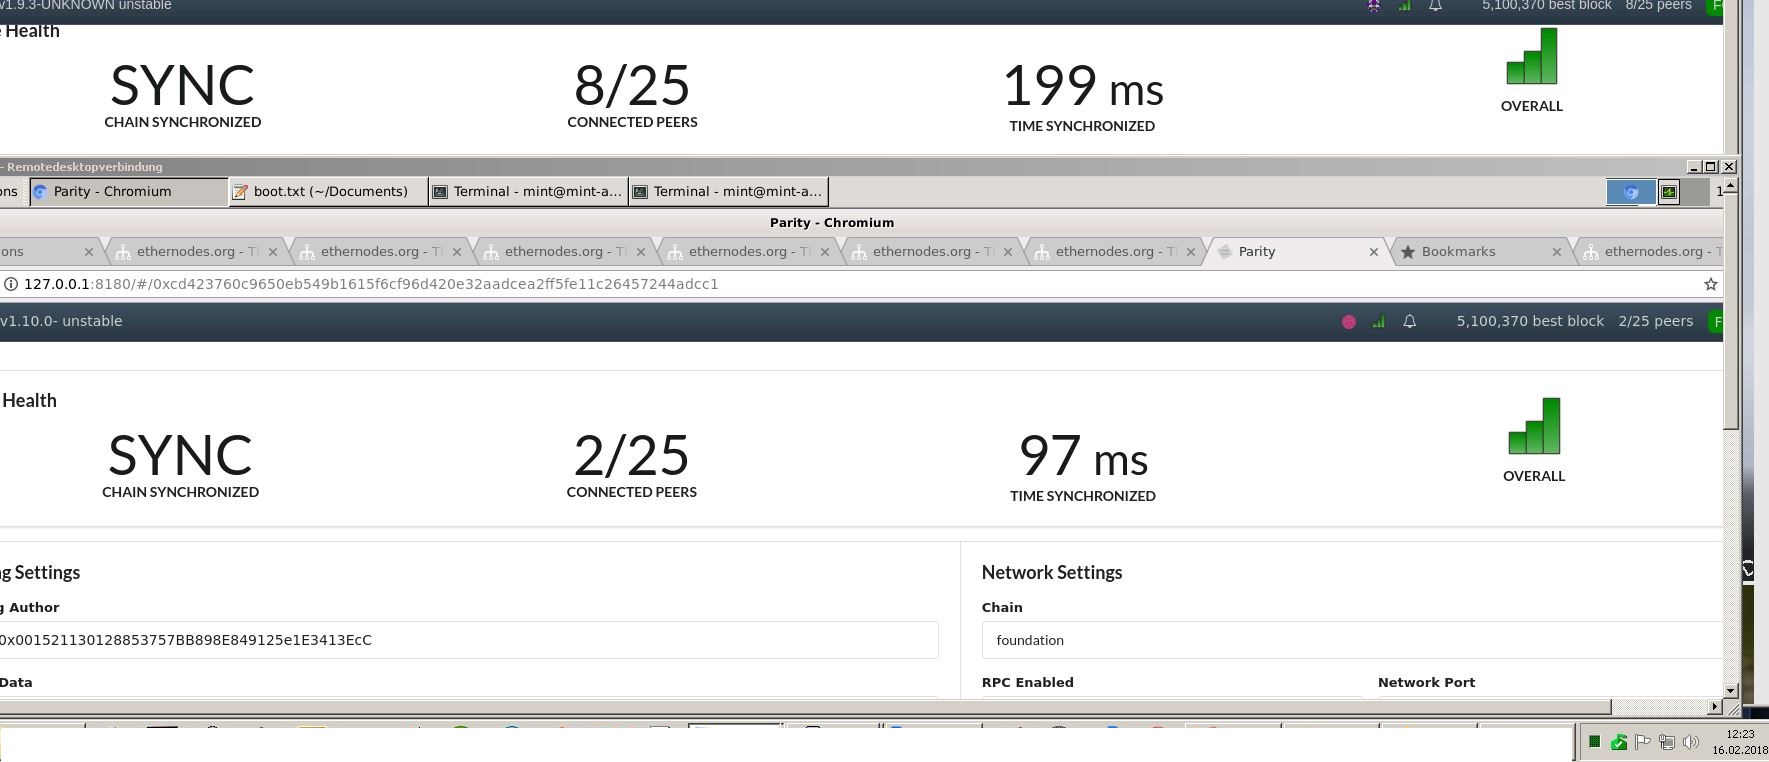 v1.9.3-UNKNOWN unstable 5,100,370 best block 8/25 peers F
Health
SYNC 8/25 199 ms
CHAIN SYNCHRONIZED CONNECTED PEERS TIME SYNCHRONIZED OVERALL
- Remotedesktopverbindung
ons Parity - Chromium boot.txt (~/Documents) Terminal - mint@mint-a... Terminal - mint@mint-a... 1
Parity - Chromium
ons ethernodes.org - T ethernodes.org - T ethernodes.org - T ethernodes.org - T ethernodes.org - T ethernodes.org - T Parity Bookmarks ethernodes.org - T
127.0.0.1:8180/#/0xcd423760c9650eb549b1615f6cf96d420e32aadcea2ff5fe11c26457244adcc1
v1.10.0- unstable 5,100,370 best block 2/25 peers F
Health
SYNC 2/25 97 ms
CHAIN SYNCHRONIZED CONNECTED PEERS TIME SYNCHRONIZED OVERALL
g Settings Network Settings
g Author Chain
0x001521130128853757BB898E849125e1E3413EcC foundation
Data RPC Enabled Network Port
12:23
16.02.2018